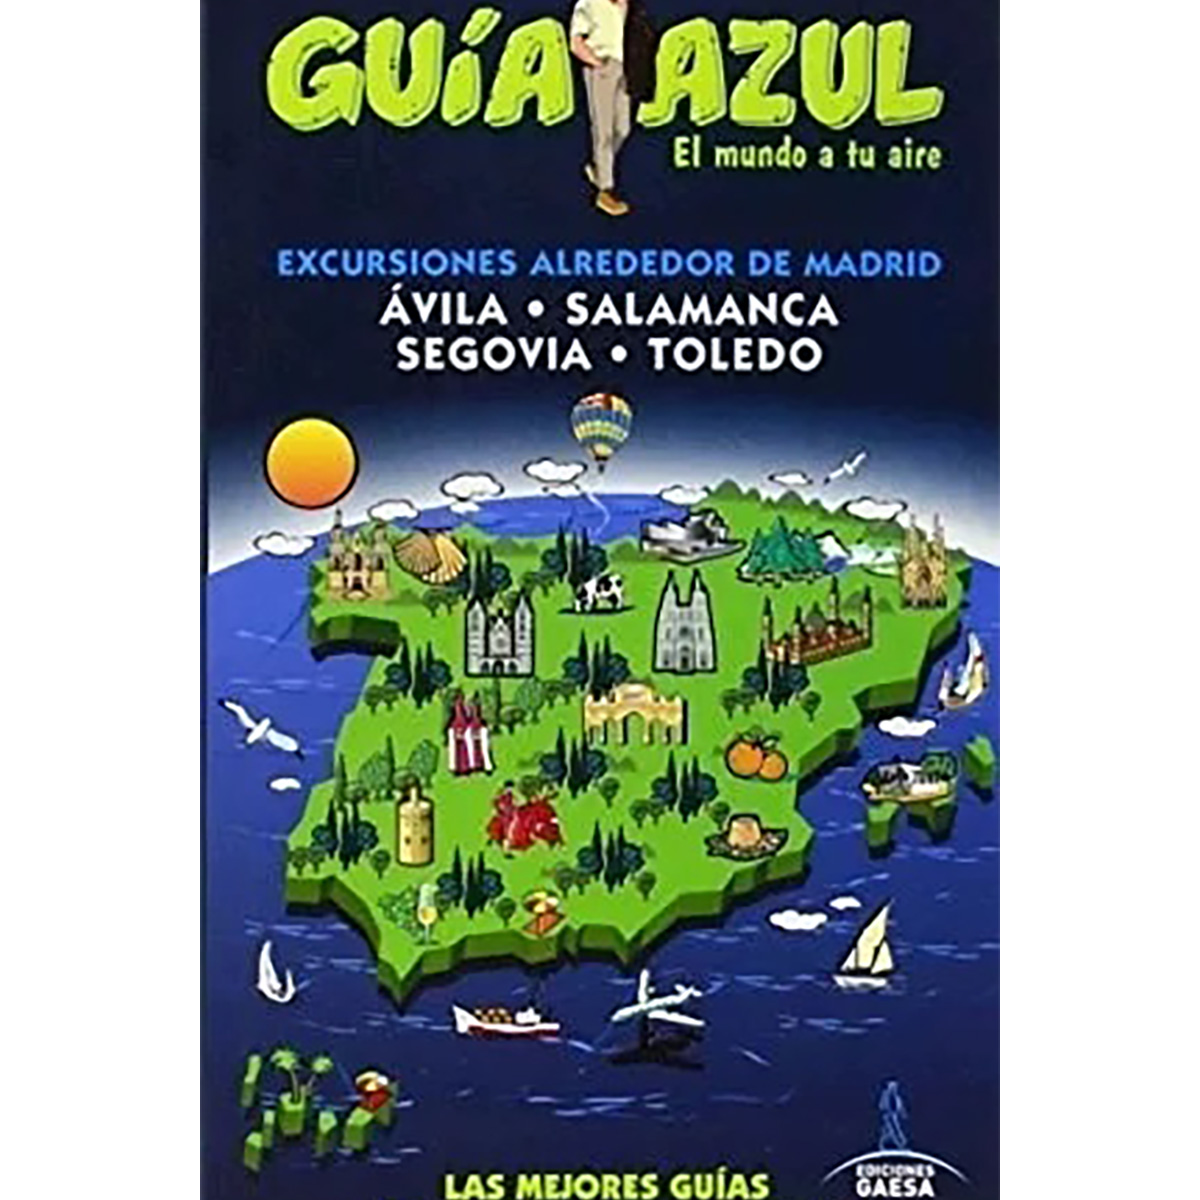 GUÍA AZUL
El mundo a tu aire
EXCURSIONES ALREDEDOR DE MADRID
ÁVILA • SALAMANCA
SEGOVIA • TOLEDO
LAS MEJORES GUÍAS
EDICIONES
GAESA